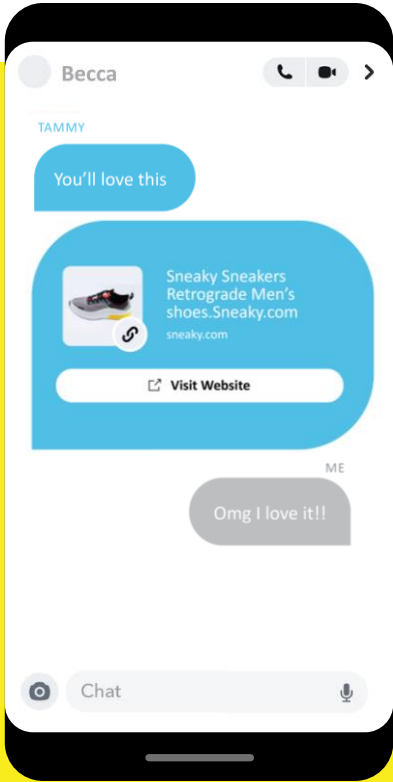 Becca
TAMMY
You’ll love this
Sneaky Sneakers
Retrograde Men’s
shoes.Sneaky.com
sneaky.com
Visit Website
ME
Omg I love it!!
Chat